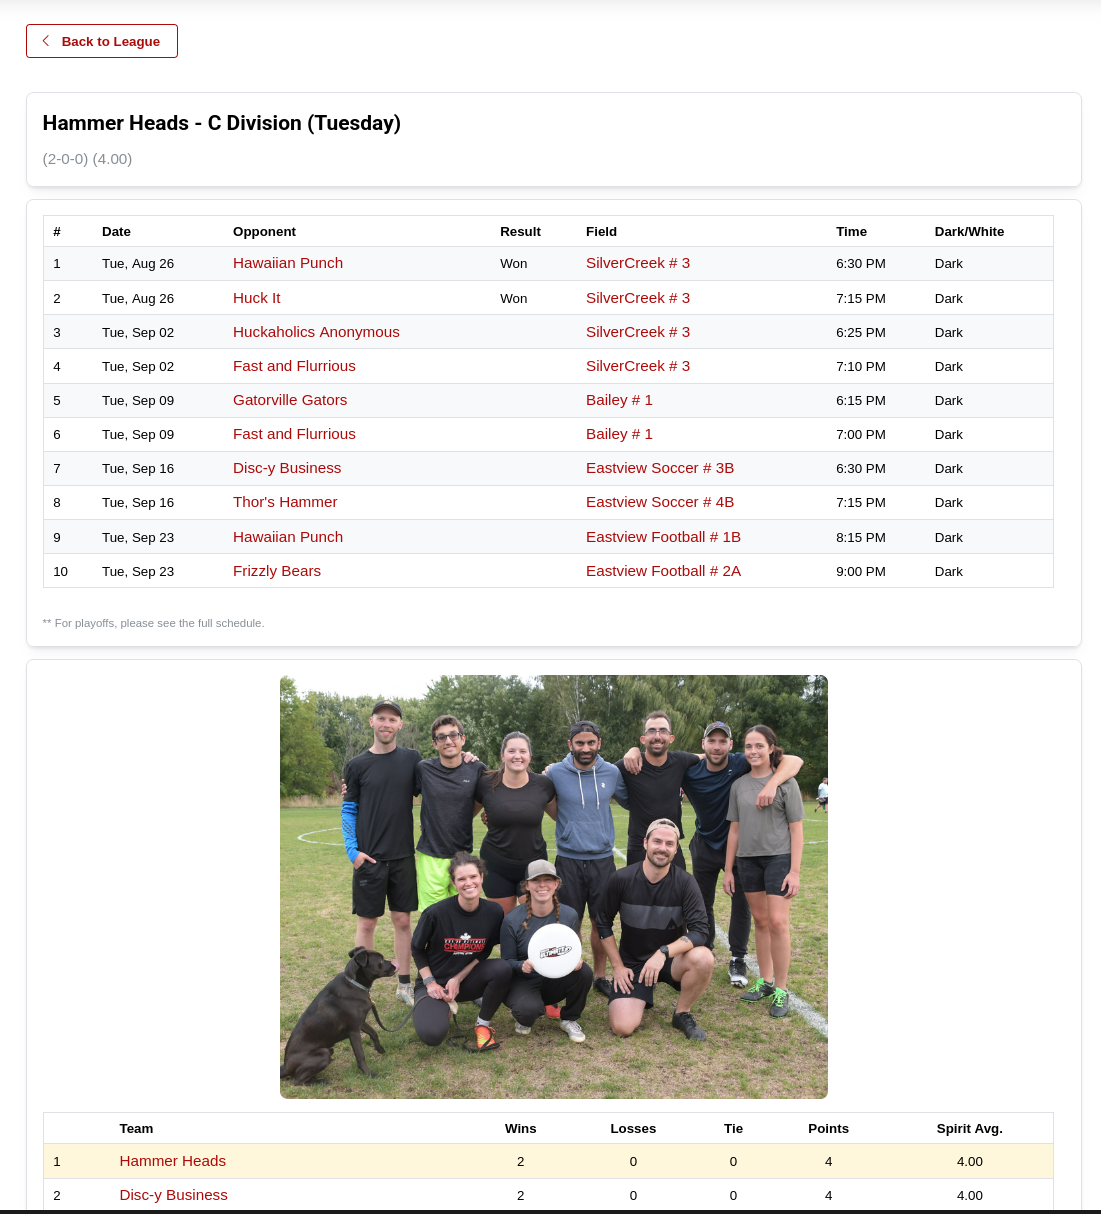 Back to League
Hammer Heads - C Division (Tuesday)
(2-0-0) (4.00)
# Date Opponent Result Field Time Dark/White
1 Tue, Aug 26 Hawaiian Punch Won SilverCreek # 3 6:30 PM Dark
2 Tue, Aug 26 Huck It Won SilverCreek # 3 7:15 PM Dark
3 Tue, Sep 02 Huckaholics Anonymous SilverCreek # 3 6:25 PM Dark
4 Tue, Sep 02 Fast and Flurrious SilverCreek # 3 7:10 PM Dark
5 Tue, Sep 09 Gatorville Gators Bailey # 1 6:15 PM Dark
6 Tue, Sep 09 Fast and Flurrious Bailey # 1 7:00 PM Dark
7 Tue, Sep 16 Disc-y Business Eastview Soccer # 3B 6:30 PM Dark
8 Tue, Sep 16 Thor's Hammer Eastview Soccer # 4B 7:15 PM Dark
9 Tue, Sep 23 Hawaiian Punch Eastview Football # 1B 8:15 PM Dark
10 Tue, Sep 23 Frizzly Bears Eastview Football # 2A 9:00 PM Dark
** For playoffs, please see the full schedule.
Team Wins Losses Tie Points Spirit Avg.
1 Hammer Heads 2 0 0 4 4.00
2 Disc-y Business 2 0 0 4 4.00